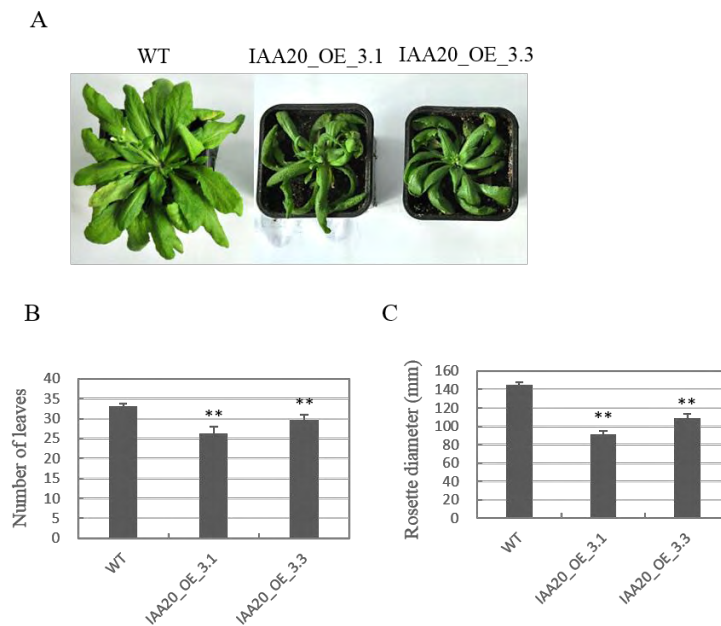 A
WT IAA20_OE_3.1 IAA20_OE_3.3
B
Number of leaves
40
35
30
25
20
15
10
5
0
**
**
WT
IAA20_OE_3.1
IAA20_OE_3.3
C
Rosette diameter (mm)
160
140
120
100
80
60
40
20
0
**
**
WT
IAA20_OE_3.1
IAA20_OE_3.3